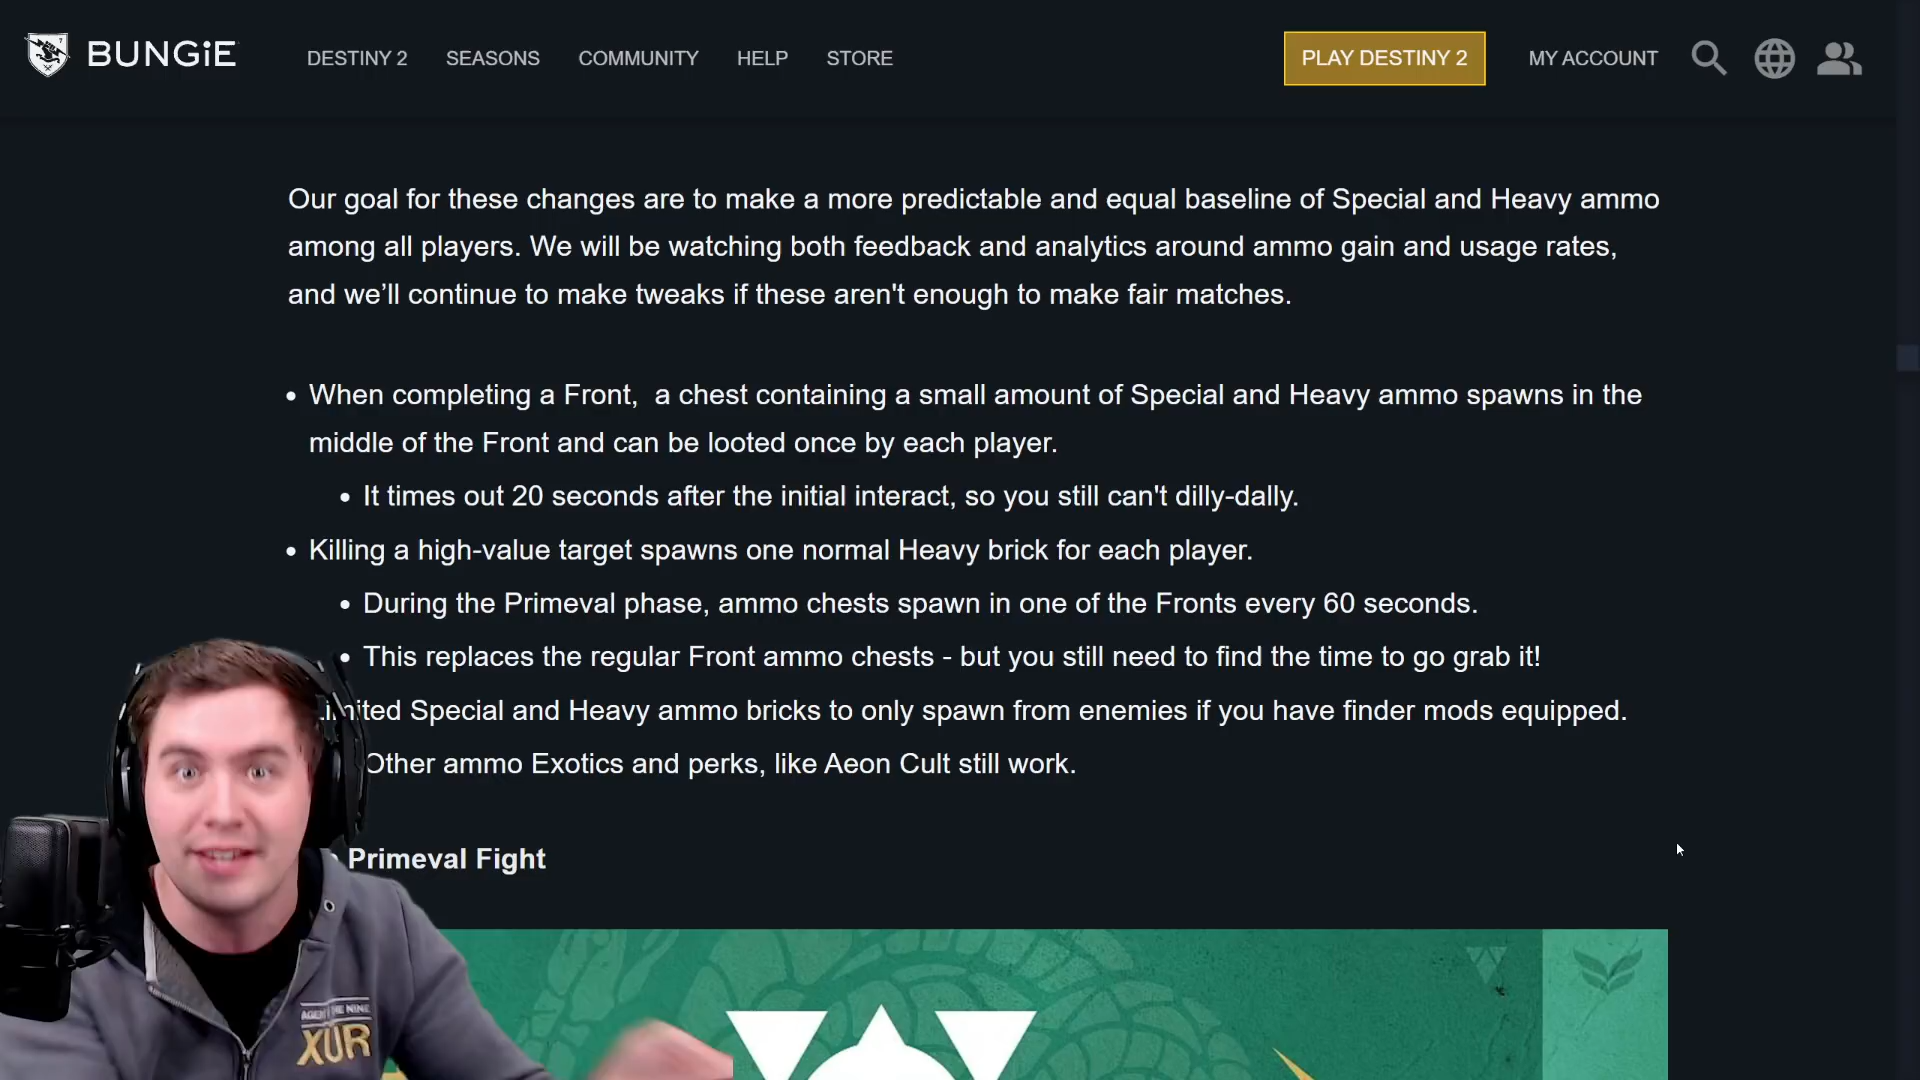 BUNGiE
DESTINY 2 SEASONS COMMUNITY HELP STORE
PLAY DESTINY 2 MY ACCOUNT
Our goal for these changes are to make a more predictable and equal baseline of Special and Heavy ammo
among all players. We will be watching both feedback and analytics around ammo gain and usage rates,
and we’ll continue to make tweaks if these aren't enough to make fair matches.
• When completing a Front,  a chest containing a small amount of Special and Heavy ammo spawns in the
middle of the Front and can be looted once by each player.
• It times out 20 seconds after the initial interact, so you still can't dilly-dally.
• Killing a high-value target spawns one normal Heavy brick for each player.
• During the Primeval phase, ammo chests spawn in one of the Fronts every 60 seconds.
• This replaces the regular Front ammo chests - but you still need to find the time to go grab it!
Limited Special and Heavy ammo bricks to only spawn from enemies if you have finder mods equipped.
Other ammo Exotics and perks, like Aeon Cult still work.
Primeval Fight
THE NINE
XUR